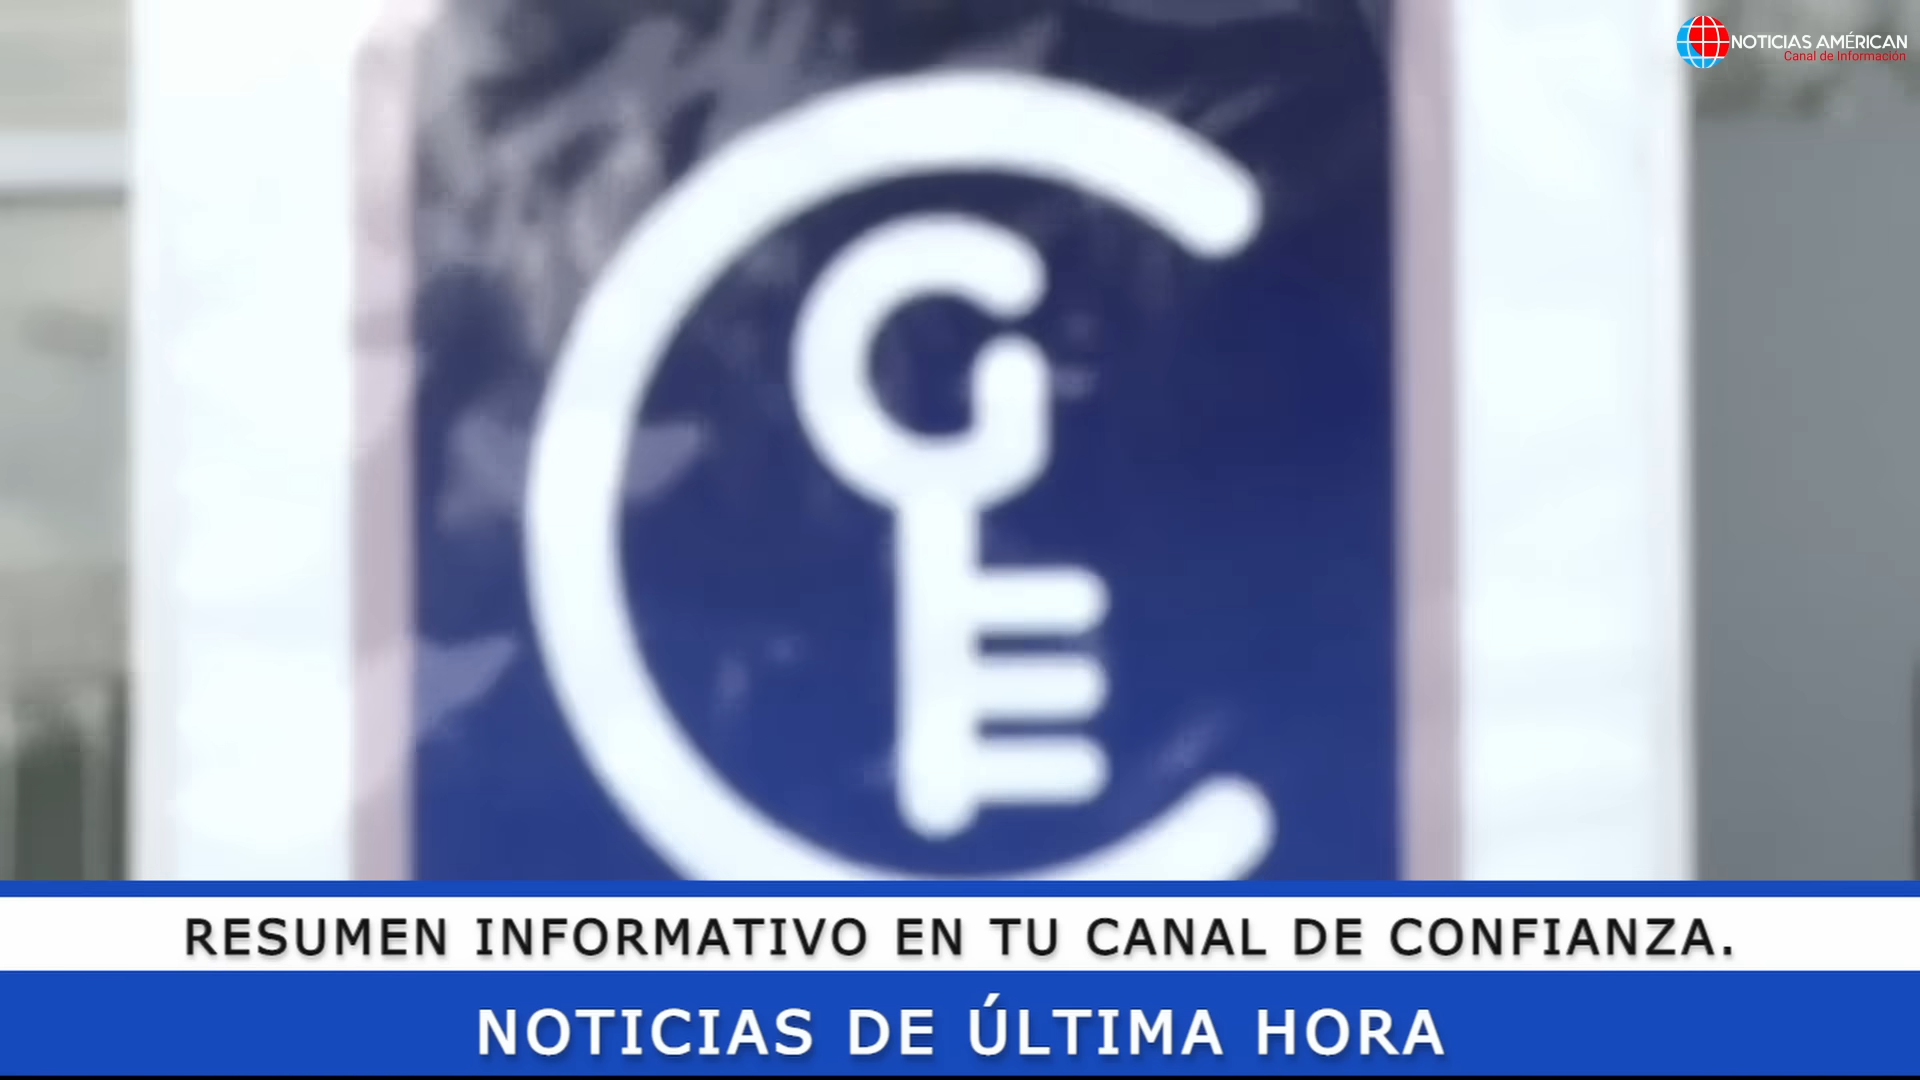 NOTICIAS AMÉRICAN
Canal de Información
RESUMEN INFORMATIVO EN TU CANAL DE CONFIANZA.
NOTICIAS DE ÚLTIMA HORA